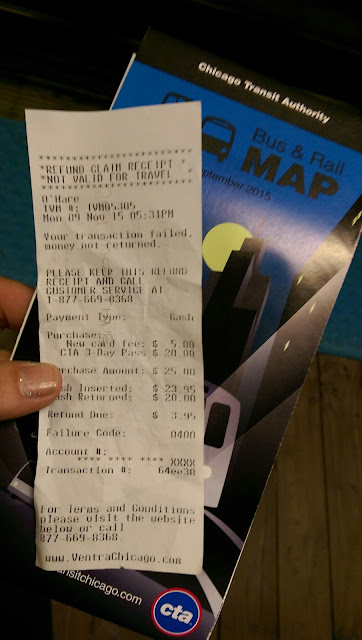 Chicago Transit Authority
Bus & Rail
MAP
September 2015
*REFUND CLAIM RECEIPT *
*NOT VALID FOR TRAVEL *
O'Hare
TVM #: TVM05305
Mon 09 Nov 15 05:31PM
Your transaction failed,
money not returned.
PLEASE KEEP THIS REFUND
RECEIPT AND CALL
CUSTOMER SERVICE AT
1-877-669-8368
Payment Type: Cash
Purchase:
New card fee: $ 5.00
CTA 3-Day Pass $ 20.00
Purchase Amount: $ 25.00
Cash Inserted: $ 23.95
Cash Returned: $ 20.00
Refund Due: $ 3.95
Failure Code: 0400
Account #:
**** **** **** XXXX
Transaction #: 64ee38
For Terms and Conditions
please visit the website
below or call
877-669-8368.
www.VentraChicago.com
transitchicago.com
cta